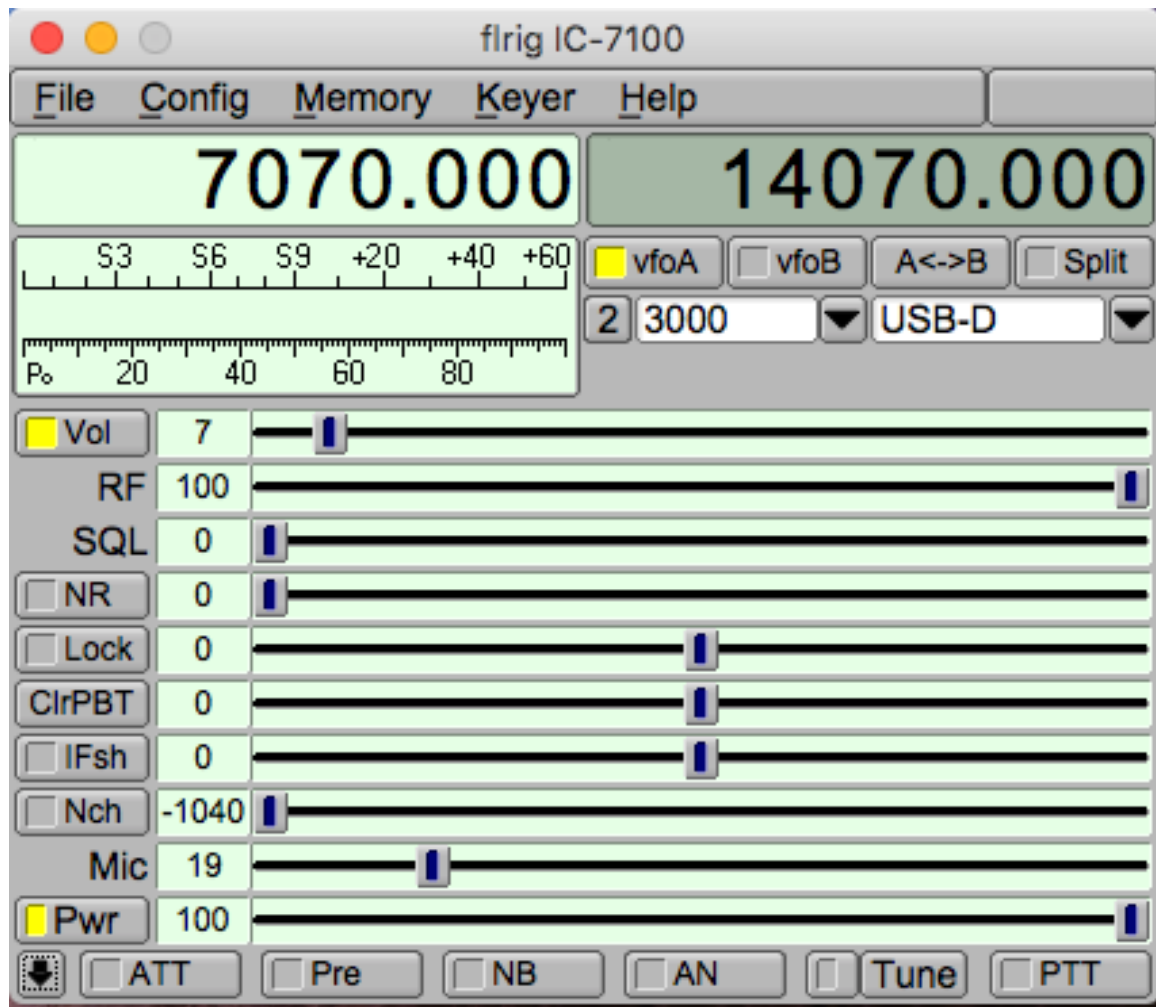 flrig IC-7100
File Config Memory Keyer Help
7070.000 14070.000
S3 S6 S9 +20 +40 +60
vfoA vfoB A<->B Split
2 3000 USB-D
Po 20 40 60 80
Vol 7
RF 100
SQL 0
NR 0
Lock 0
ClrPBT 0
IFsh 0
Nch -1040
Mic 19
Pwr 100
ATT Pre NB AN Tune PTT